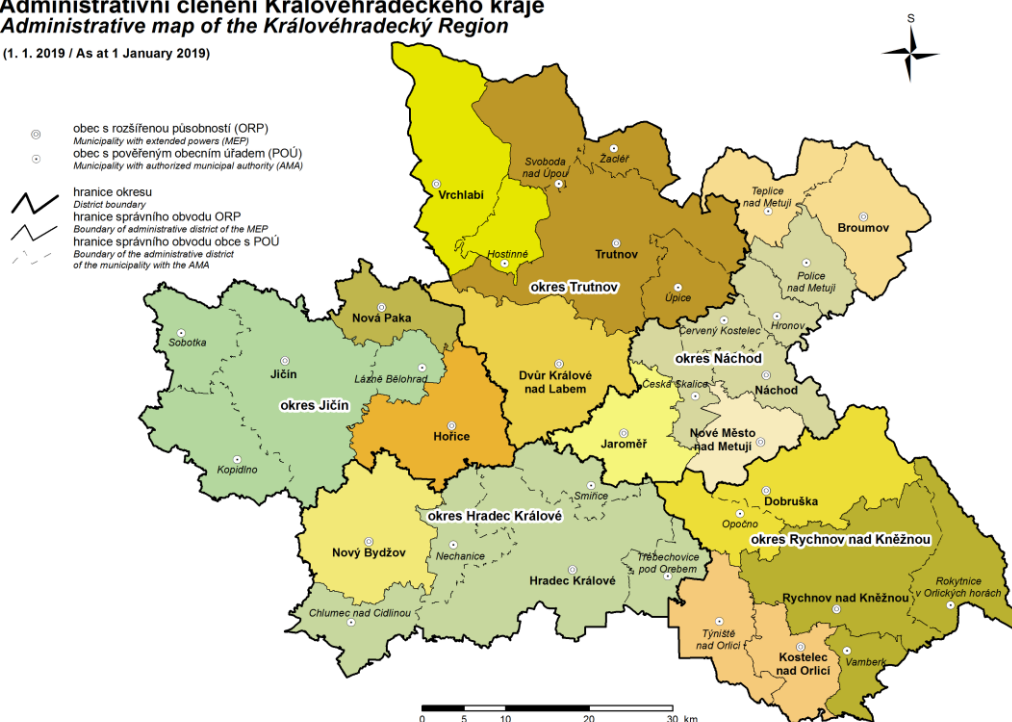 Administrativní členění Královéhradeckého kraje
Administrative map of the Královéhradecký Region
(1. 1. 2019 / As at 1 January 2019)
S
obec s rozšířenou působností (ORP)
Municipality with extended powers (MEP)
obec s pověřeným obecním úřadem (POÚ)
Municipality with authorized municipal authority (AMA)
hranice okresu
District boundary
hranice správního obvodu ORP
Boundary of administrative district of the MEP
hranice správního obvodu obce s POÚ
Boundary of the administrative district
of the municipality with the AMA
Vrchlabí
Svoboda
nad Úpou
Žacléř
Hostinné
Trutnov
okres Trutnov
Úpice
Teplice
nad Metují
Broumov
Police
nad Metují
Hronov
Červený Kostelec
okres Náchod
Náchod
Česká Skalice
Nové Město
nad Metují
Jaroměř
Dvůr Králové
nad Labem
Nová Paka
Sobotka
Jičín
Lázně Bělohrad
okres Jičín
Hořice
Kopidlno
Smiřice
okres Hradec Králové
Nový Bydžov
Nechanice
Hradec Králové
Třebechovice
pod Orebem
Chlumec nad Cidlinou
Dobruška
Opočno
okres Rychnov nad Kněžnou
Rychnov nad Kněžnou
Rokytnice
v Orlických horách
Týniště
nad Orlicí
Kostelec
nad Orlicí
Vamberk
0 5 10 20 30 km